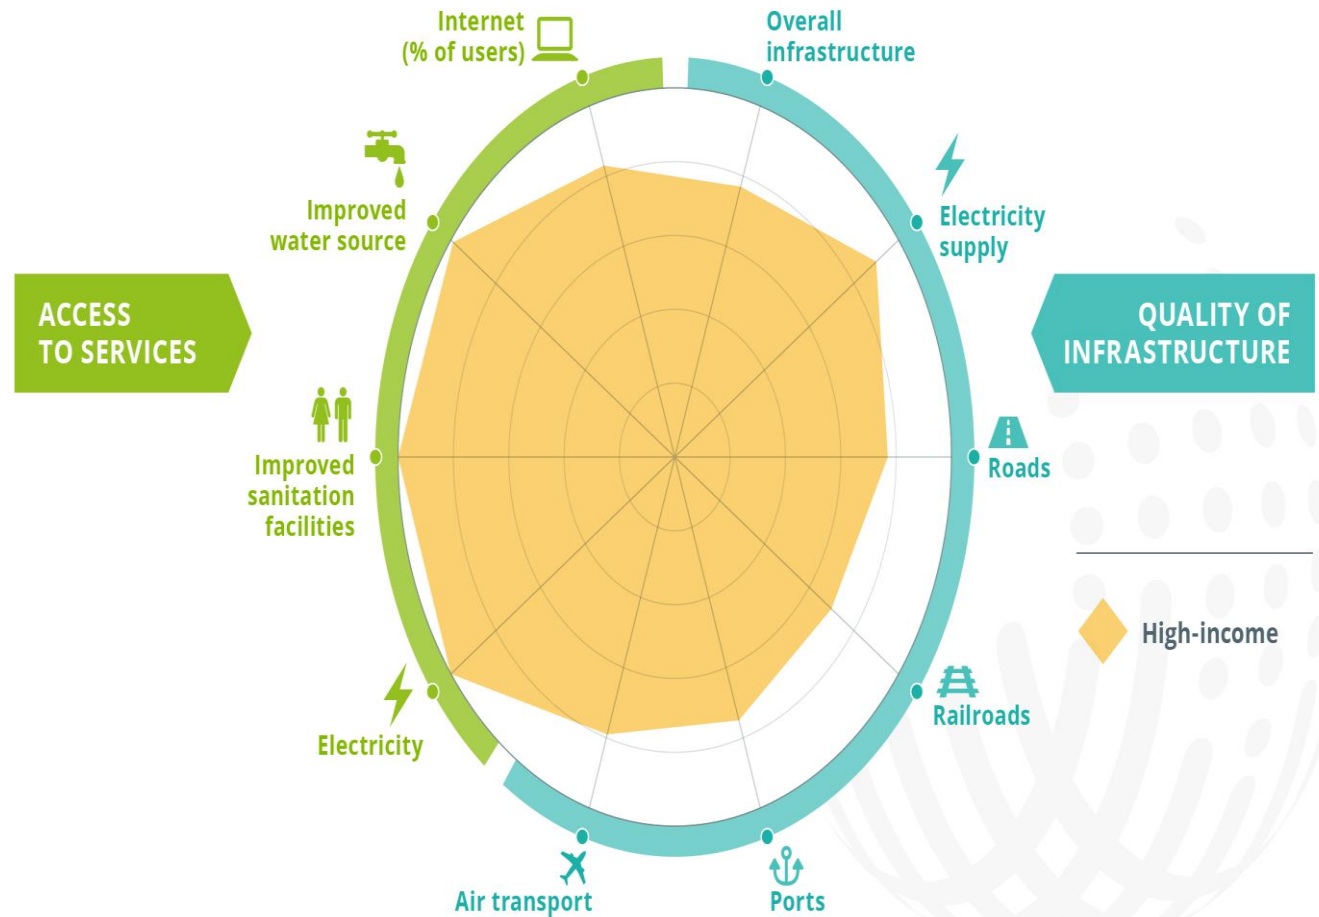 Internet
(% of users)
Overall
infrastructure
Improved
water source
Electricity
supply
ACCESS
TO SERVICES
QUALITY OF
INFRASTRUCTURE
Improved
sanitation
facilities
Roads
High-income
Electricity
Railroads
Air transport
Ports